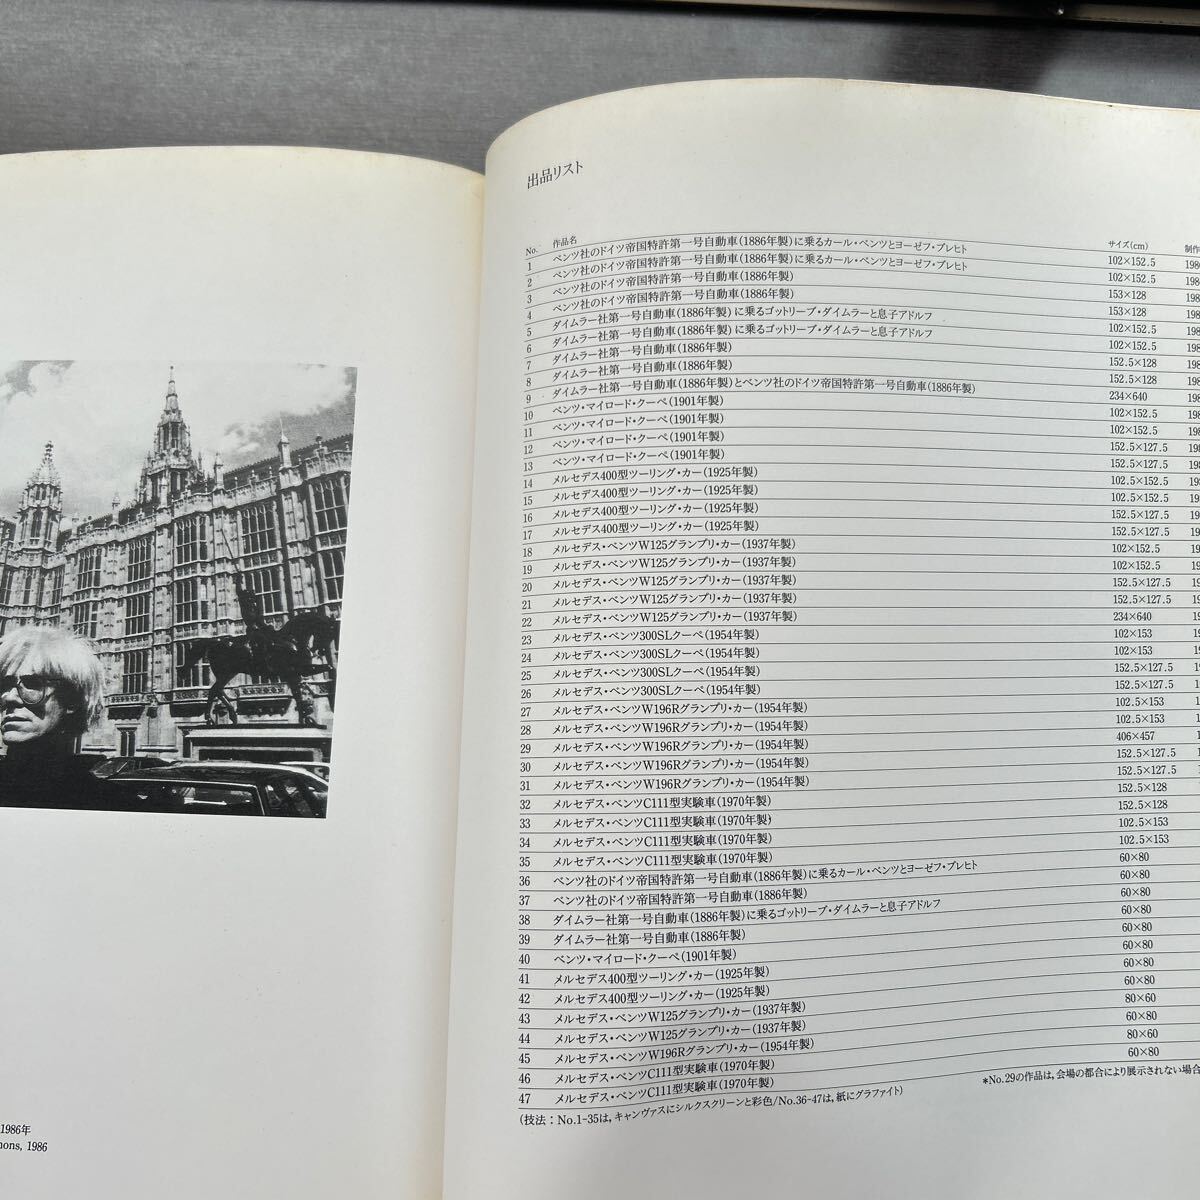 出品リスト
No. 作品名 サイズ(cm) 制作
1 ベンツ社のドイツ帝国特許第一号自動車(1886年製)に乗るカール・ベンツとヨーゼフ・ブレヒト 102×152.5
2 ベンツ社のドイツ帝国特許第一号自動車(1886年製)に乗るカール・ベンツとヨーゼフ・ブレヒト 102×152.5
3 ベンツ社のドイツ帝国特許第一号自動車(1886年製) 153×128
4 ベンツ社のドイツ帝国特許第一号自動車(1886年製) 153×128
5 ダイムラー社第一号自動車(1886年製)に乗るゴットリーブ・ダイムラーと息子アドルフ 102×152.5
6 ダイムラー社第一号自動車(1886年製)に乗るゴットリーブ・ダイムラーと息子アドルフ 102×152.5
7 ダイムラー社第一号自動車(1886年製) 152.5×128
8 ダイムラー社第一号自動車(1886年製) 152.5×128
9 ダイムラー社第一号自動車(1886年製)とベンツ社のドイツ帝国特許第一号自動車(1886年製) 234×640
10 ベンツ・マイロード・クーペ(1901年製) 102×152.5
11 ベンツ・マイロード・クーペ(1901年製) 102×152.5
12 ベンツ・マイロード・クーペ(1901年製) 152.5×127.5
13 ベンツ・マイロード・クーペ(1901年製) 152.5×127.5
14 メルセデス400型ツーリング・カー(1925年製) 102.5×152.5
15 メルセデス400型ツーリング・カー(1925年製) 102.5×152.5
16 メルセデス400型ツーリング・カー(1925年製) 152.5×127.5
17 メルセデス400型ツーリング・カー(1925年製) 152.5×127.5
18 メルセデス・ベンツW125グランプリ・カー(1937年製) 102×152.5
19 メルセデス・ベンツW125グランプリ・カー(1937年製) 102×152.5
20 メルセデス・ベンツW125グランプリ・カー(1937年製) 152.5×127.5
21 メルセデス・ベンツW125グランプリ・カー(1937年製) 152.5×127.5
22 メルセデス・ベンツW125グランプリ・カー(1937年製) 234×640
23 メルセデス・ベンツ300SLクーペ(1954年製) 102×153
24 メルセデス・ベンツ300SLクーペ(1954年製) 102×153
25 メルセデス・ベンツ300SLクーペ(1954年製) 152.5×127.5
26 メルセデス・ベンツ300SLクーペ(1954年製) 152.5×127.5
27 メルセデス・ベンツW196Rグランプリ・カー(1954年製) 102.5×153
28 メルセデス・ベンツW196Rグランプリ・カー(1954年製) 102.5×153
29 メルセデス・ベンツW196Rグランプリ・カー(1954年製) 406×457
30 メルセデス・ベンツW196Rグランプリ・カー(1954年製) 152.5×127.5
31 メルセデス・ベンツW196Rグランプリ・カー(1954年製) 152.5×127.5
32 メルセデス・ベンツC111型実験車(1970年製) 152.5×128
33 メルセデス・ベンツC111型実験車(1970年製) 152.5×128
34 メルセデス・ベンツC111型実験車(1970年製) 102.5×153
35 メルセデス・ベンツC111型実験車(1970年製) 102.5×153
36 ベンツ社のドイツ帝国特許第一号自動車(1886年製)に乗るカール・ベンツとヨーゼフ・ブレヒト 60×80
37 ベンツ社のドイツ帝国特許第一号自動車(1886年製) 60×80
38 ダイムラー社第一号自動車(1886年製)に乗るゴットリーブ・ダイムラーと息子アドルフ 60×80
39 ダイムラー社第一号自動車(1886年製) 60×80
40 ベンツ・マイロード・クーペ(1901年製) 60×80
41 メルセデス400型ツーリング・カー(1925年製) 60×80
42 メルセデス400型ツーリング・カー(1925年製) 60×80
43 メルセデス・ベンツW125グランプリ・カー(1937年製) 60×80
44 メルセデス・ベンツW125グランプリ・カー(1937年製) 80×60
45 メルセデス・ベンツW196Rグランプリ・カー(1954年製) 60×80
46 メルセデス・ベンツC111型実験車(1970年製) 80×60
47 メルセデス・ベンツC111型実験車(1970年製) 60×80
*No.29の作品は,会場の都合により展示されない場合
(技法：No.1-35は,キャンヴァスにシルクスクリーンと彩色/No.36-47は,紙にグラファイト)
1986年
mons, 1986